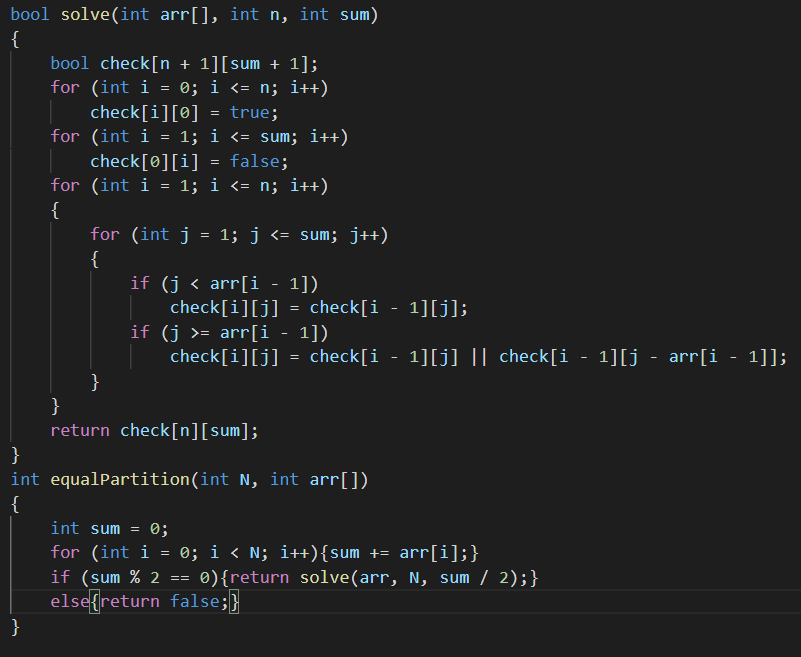 bool solve(int arr[], int n, int sum)
{
    bool check[n + 1][sum + 1];
    for (int i = 0; i <= n; i++)
        check[i][0] = true;
    for (int i = 1; i <= sum; i++)
        check[0][i] = false;
    for (int i = 1; i <= n; i++)
    {
        for (int j = 1; j <= sum; j++)
        {
            if (j < arr[i - 1])
                check[i][j] = check[i - 1][j];
            if (j >= arr[i - 1])
                check[i][j] = check[i - 1][j] || check[i - 1][j - arr[i - 1]];
        }
    }
    return check[n][sum];
}
int equalPartition(int N, int arr[])
{
    int sum = 0;
    for (int i = 0; i < N; i++){sum += arr[i];}
    if (sum % 2 == 0){return solve(arr, N, sum / 2);}
    else{return false;}
}